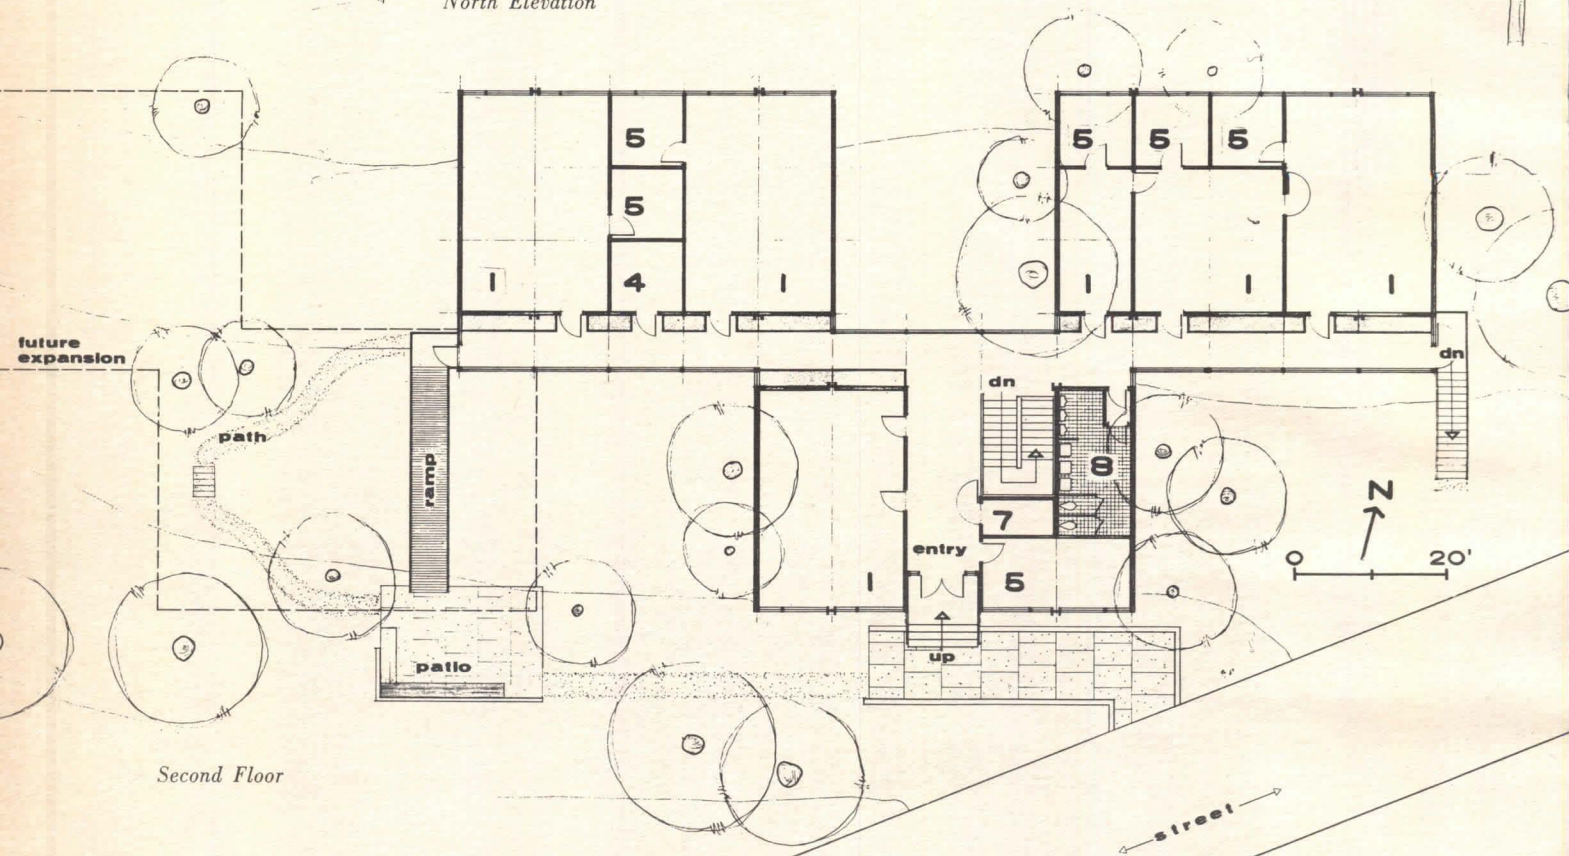 North Elevation
5
5
5
5
5
1
4
1
1
1
1
future
expansion
dn
dn
path
ramp
8
N
7
entry
0
20'
1
5
up
patio
Second Floor
street